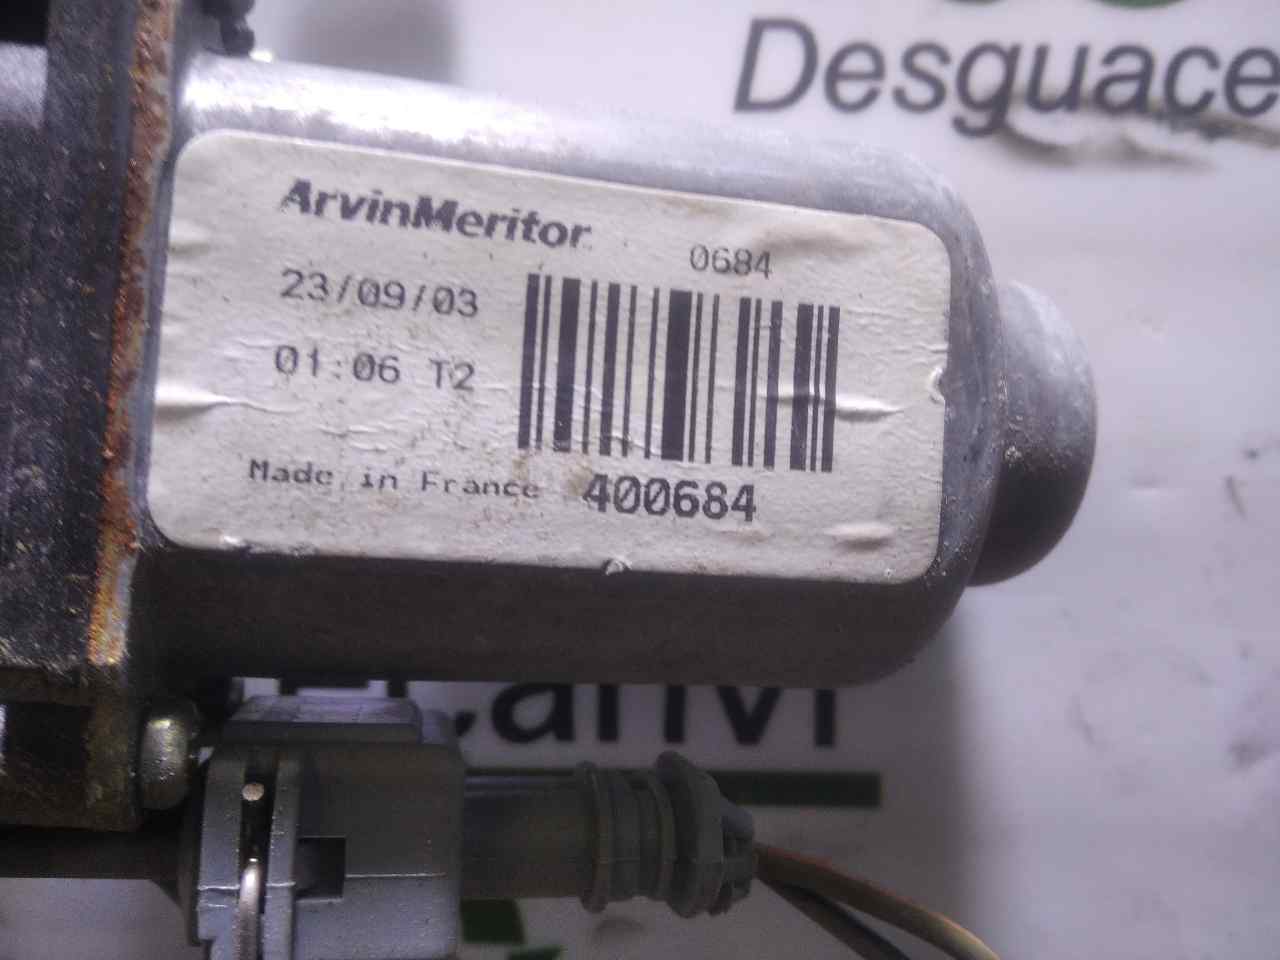 Desguace
ArvinMeritor
0684
23/09/03
01:06 T2
Made in France
400684